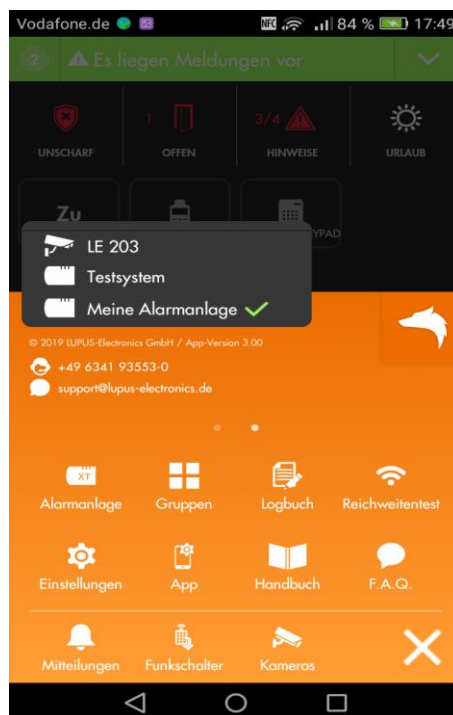 Vodafone.de NFC 84 % 17:49
2 Es liegen Meldungen vor
1 3/4
UNSCHARF OFFEN HINWEISE URLAUB
Zu
YPAD
LE 203
Testsystem
Meine Alarmanlage
© 2019 LUPUS-Electronics GmbH / App-Version 3.00
+49 6341 93553-0
support@lupus-electronics.de
XT
Alarmanlage Gruppen Logbuch Reichweitentest
Einstellungen App Handbuch F.A.Q.
Mitteilungen Funkschalter Kameras